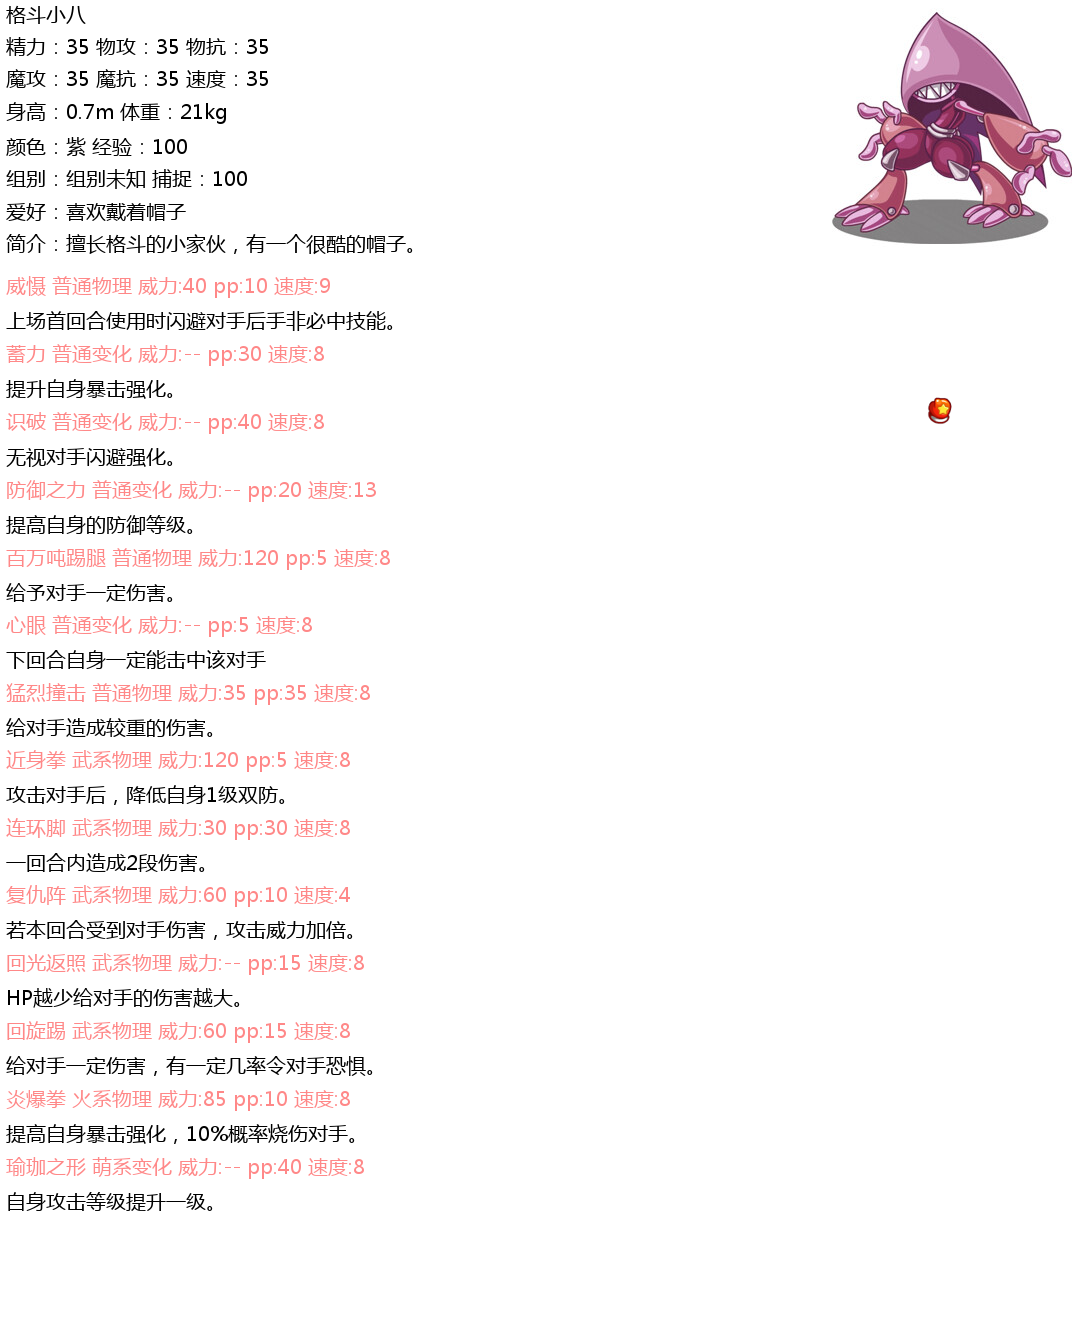 格斗小八
精力：35 物攻：35 物抗：35
魔攻：35 魔抗：35 速度：35
身高：0.7m 体重：21kg
颜色：紫 经验：100
组别：组别未知 捕捉：100
爱好：喜欢戴着帽子
简介：擅长格斗的小家伙，有一个很酷的帽子。
威慑 普通物理 威力:40 pp:10 速度:9
上场首回合使用时闪避对手后手非必中技能。
蓄力 普通变化 威力:-- pp:30 速度:8
提升自身暴击强化。
识破 普通变化 威力:-- pp:40 速度:8
无视对手闪避强化。
防御之力 普通变化 威力:-- pp:20 速度:13
提高自身的防御等级。
百万吨踢腿 普通物理 威力:120 pp:5 速度:8
给予对手一定伤害。
心眼 普通变化 威力:-- pp:5 速度:8
下回合自身一定能击中该对手
猛烈撞击 普通物理 威力:35 pp:35 速度:8
给对手造成较重的伤害。
近身拳 武系物理 威力:120 pp:5 速度:8
攻击对手后，降低自身1级双防。
连环脚 武系物理 威力:30 pp:30 速度:8
一回合内造成2段伤害。
复仇阵 武系物理 威力:60 pp:10 速度:4
若本回合受到对手伤害，攻击威力加倍。
回光返照 武系物理 威力:-- pp:15 速度:8
HP越少给对手的伤害越大。
回旋踢 武系物理 威力:60 pp:15 速度:8
给对手一定伤害，有一定几率令对手恐惧。
炎爆拳 火系物理 威力:85 pp:10 速度:8
提高自身暴击强化，10%概率烧伤对手。
瑜珈之形 萌系变化 威力:-- pp:40 速度:8
自身攻击等级提升一级。